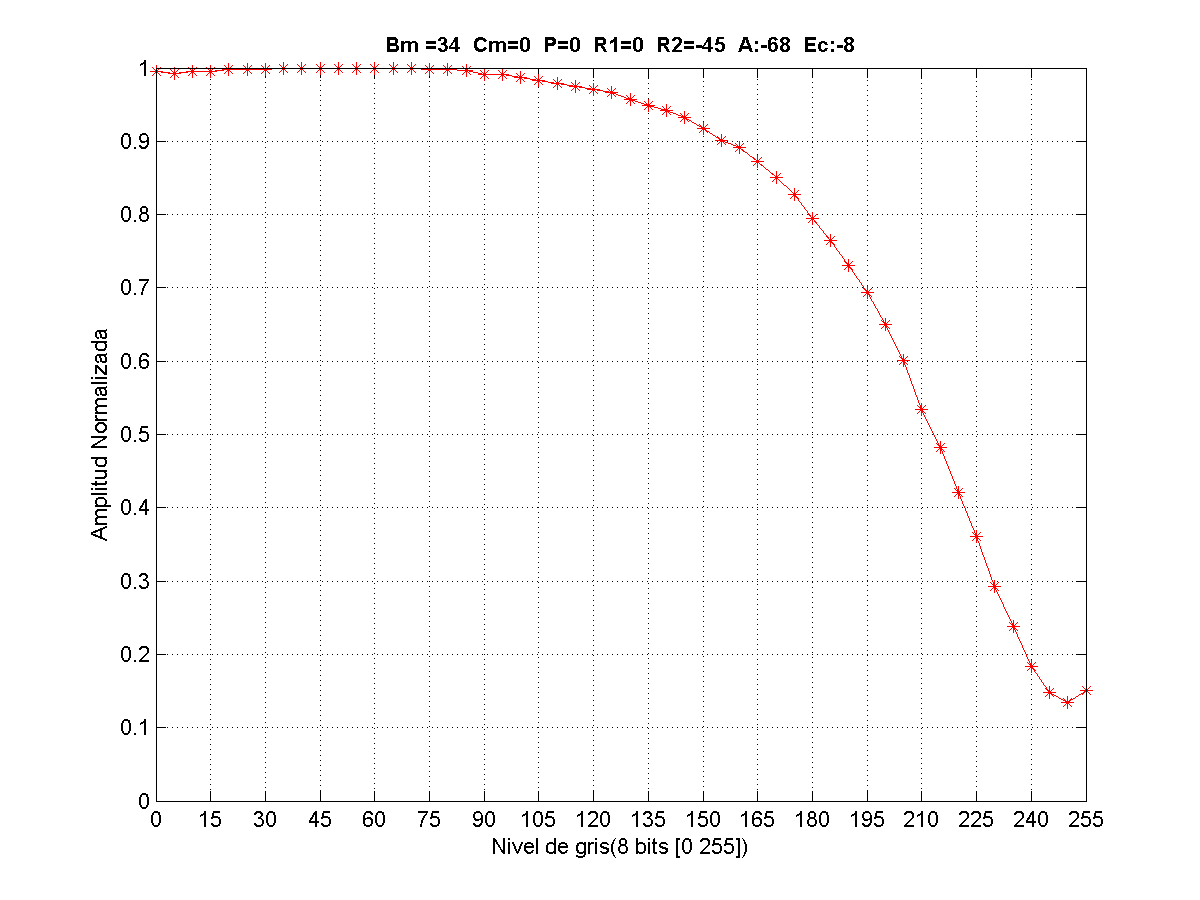 Bm =34 Cm=0 P=0 R1=0 R2=-45 A:-68 Ec:-8
1
0.9
0.8
0.7
0.6
0.5
0.4
0.3
0.2
0.1
0
Amplitud Normalizada
0 15 30 45 60 75 90 105 120 135 150 165 180 195 210 225 240 255
Nivel de gris(8 bits [0 255])